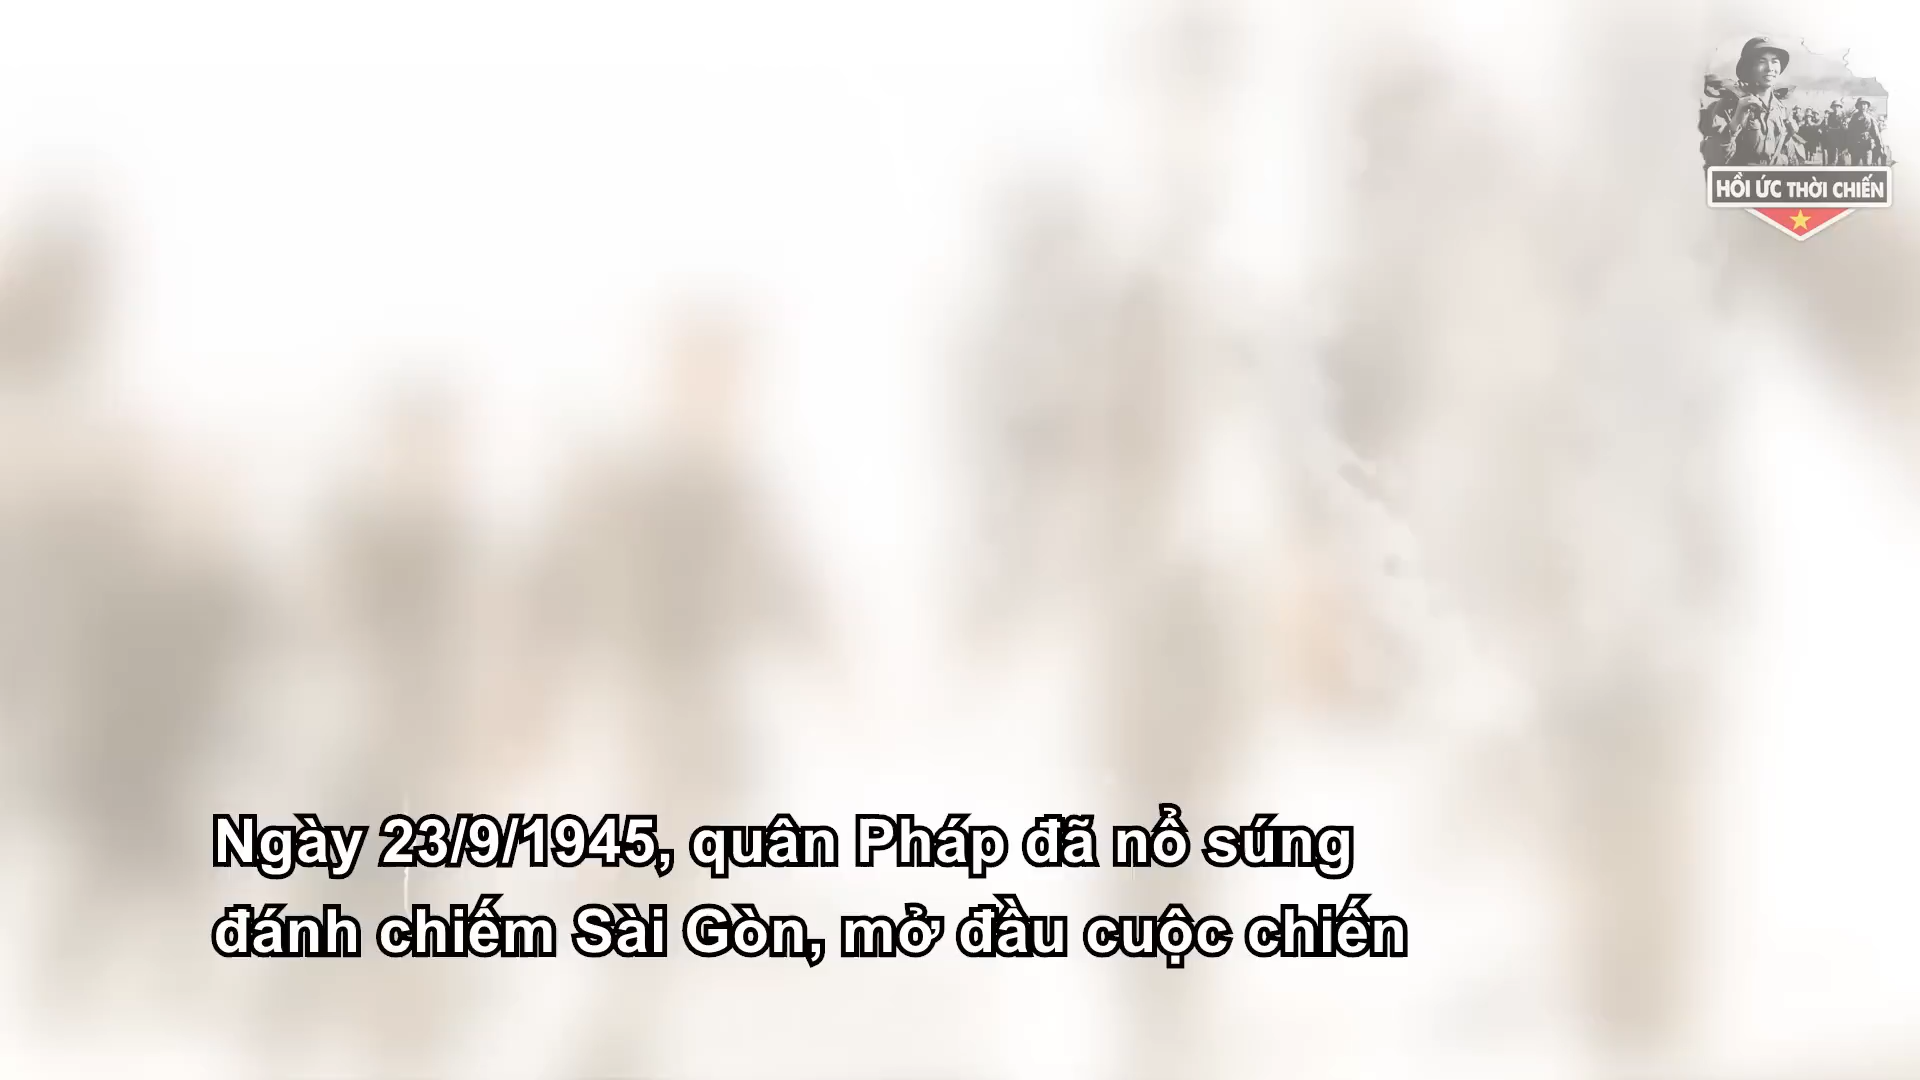 HỒI ỨC THỜI CHIẾN
Ngày 23/9/1945, quân Pháp đã nổ súng
đánh chiếm Sài Gòn, mở đầu cuộc chiến